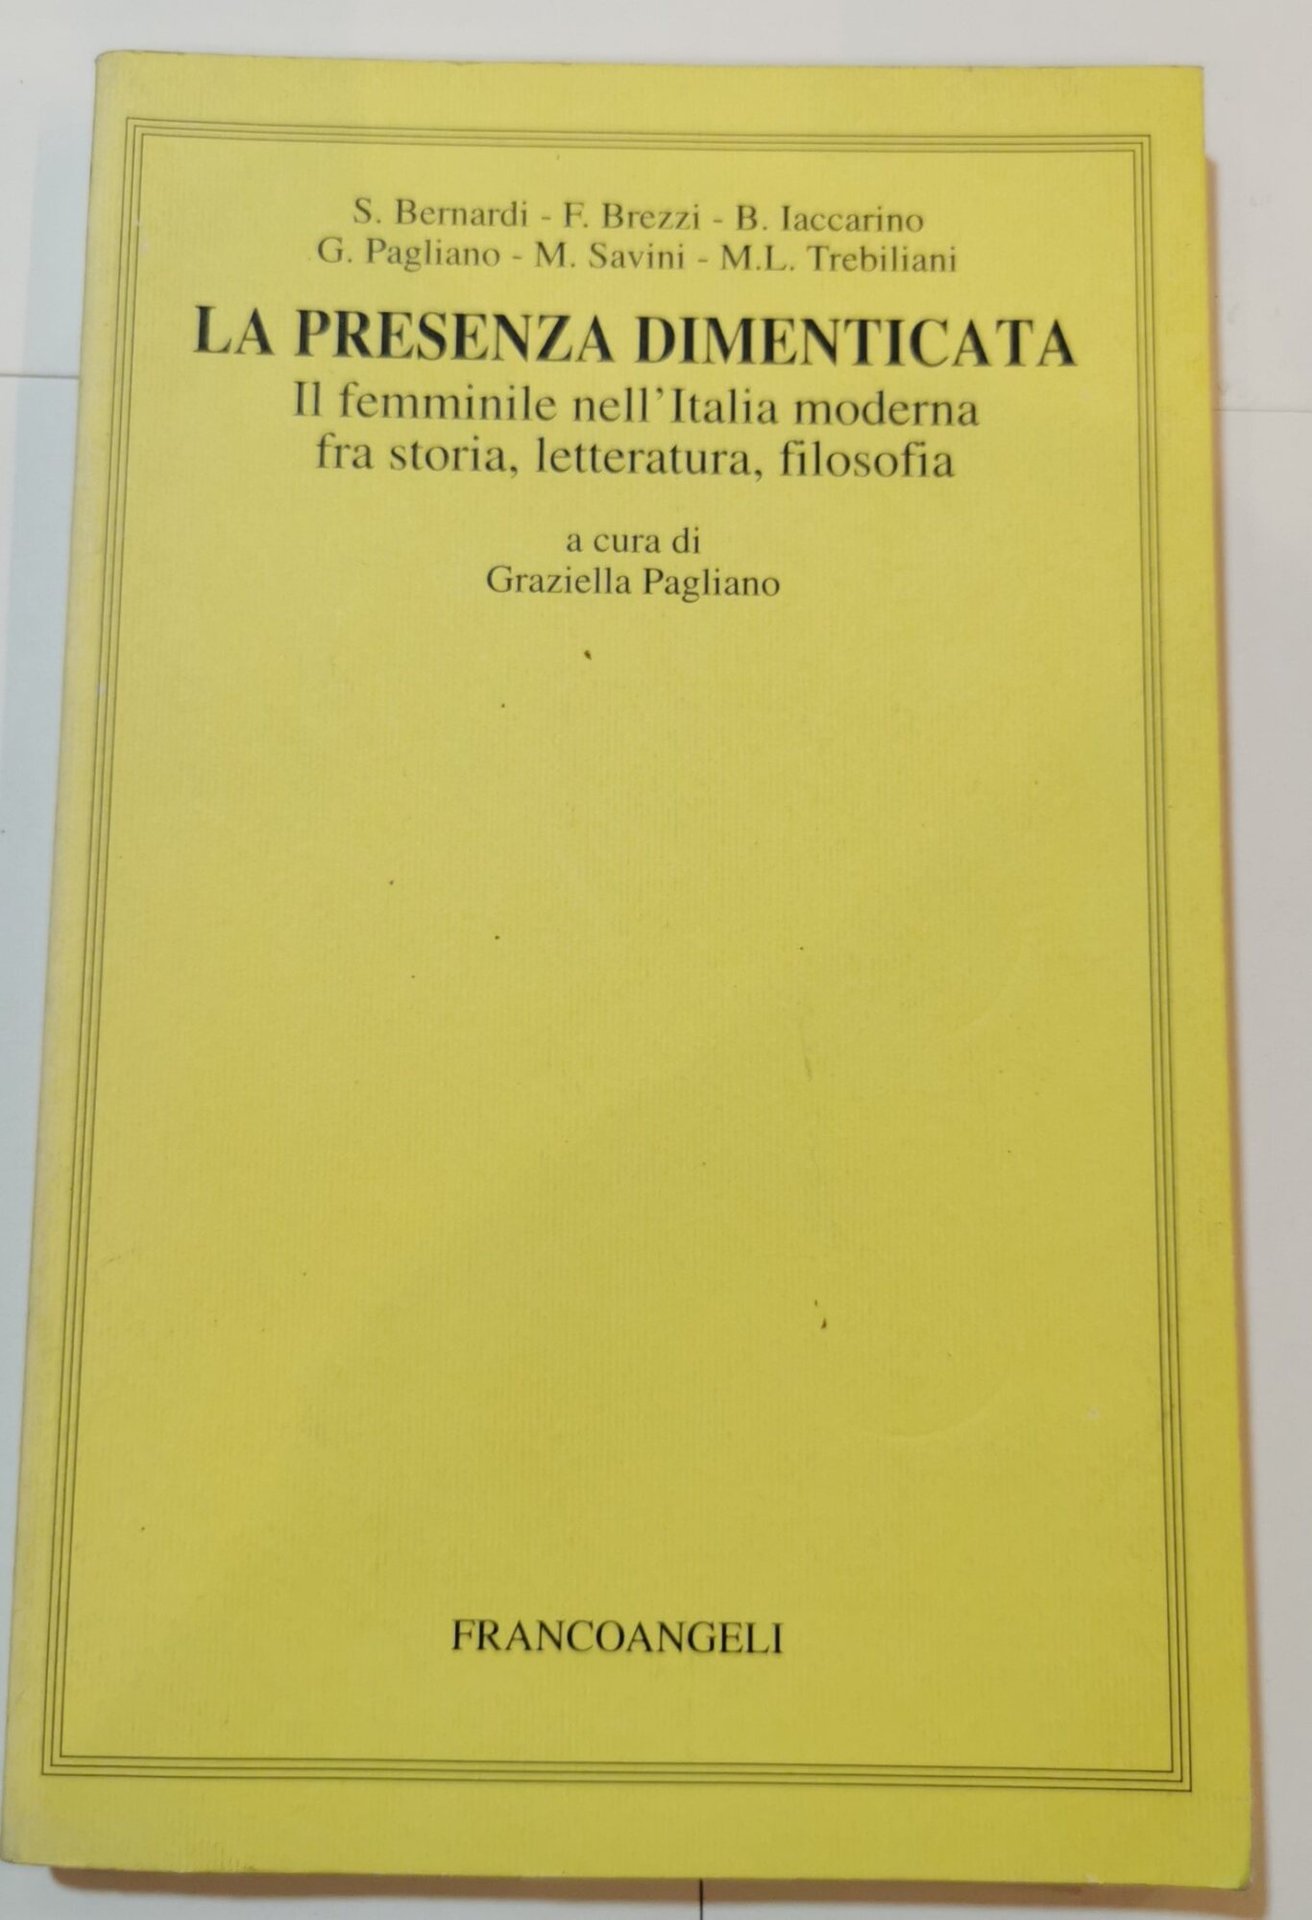 S. Bernardi - F. Brezzi - B. Iaccarino
G. Pagliano - M. Savini - M.L. Trebiliani
LA PRESENZA DIMENTICATA
Il femminile nell'Italia moderna
fra storia, letteratura, filosofia
a cura di
Graziella Pagliano
FRANCOANGELI